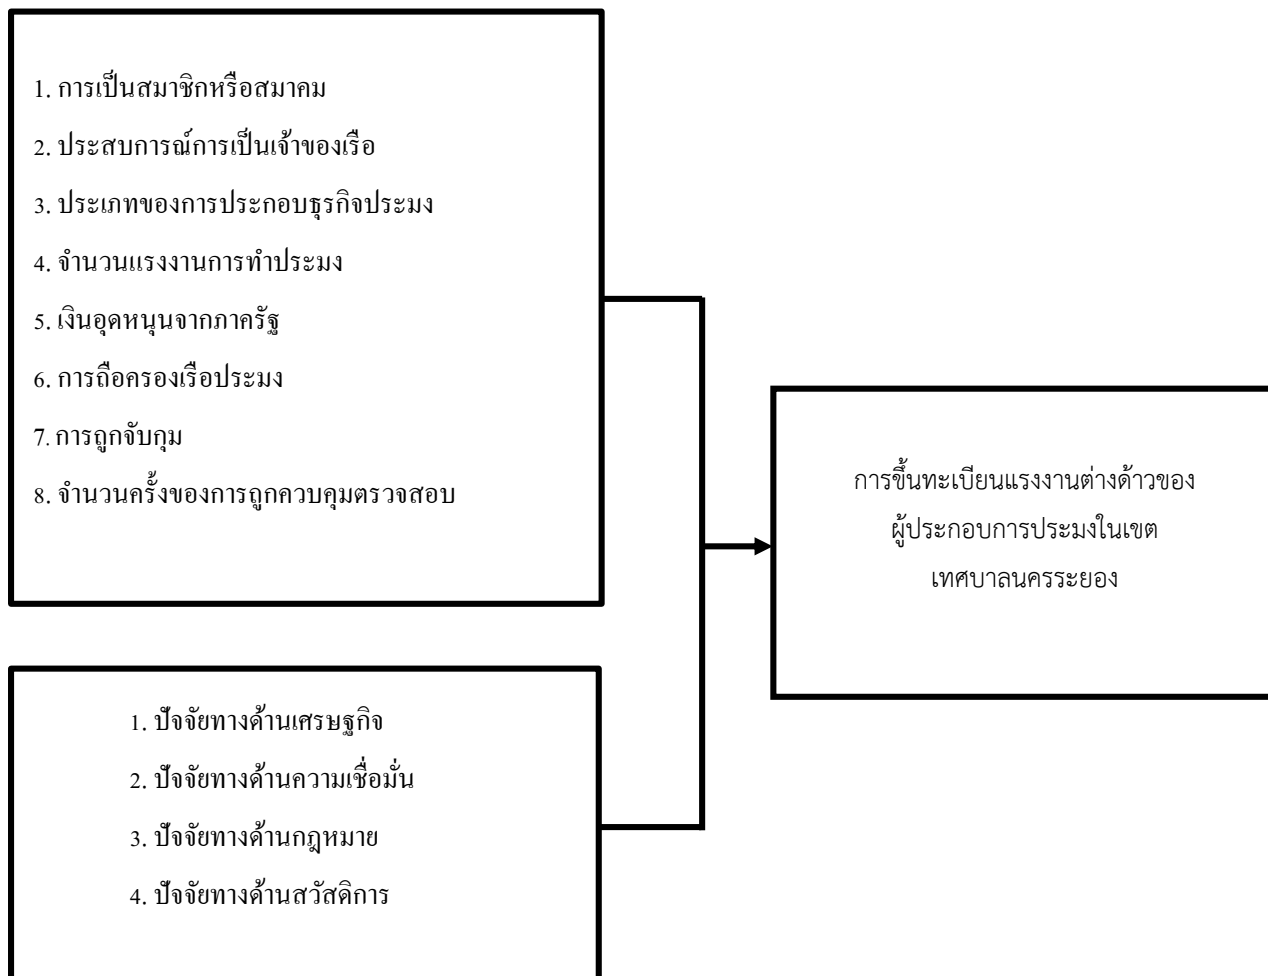 1. การเป็นสมาชิกหรือสมาคม
2. ประสบการณ์การเป็นเจ้าของเรือ
3. ประเภทของการประกอบธุรกิจประมง
4. จำนวนแรงงานการทำประมง
5. เงินอุดหนุนจากภาครัฐ
6. การถือครองเรือประมง
7. การถูกจับกุม
8. จำนวนครั้งของการถูกควบคุมตรวจสอบ
การขึ้นทะเบียนแรงงานต่างด้าวของ
ผู้ประกอบการประมงในเขต
เทศบาลนครระยอง
1. ปัจจัยทางด้านเศรษฐกิจ
2. ปัจจัยทางด้านความเชื่อมั่น
3. ปัจจัยทางด้านกฎหมาย
4. ปัจจัยทางด้านสวัสดิการ